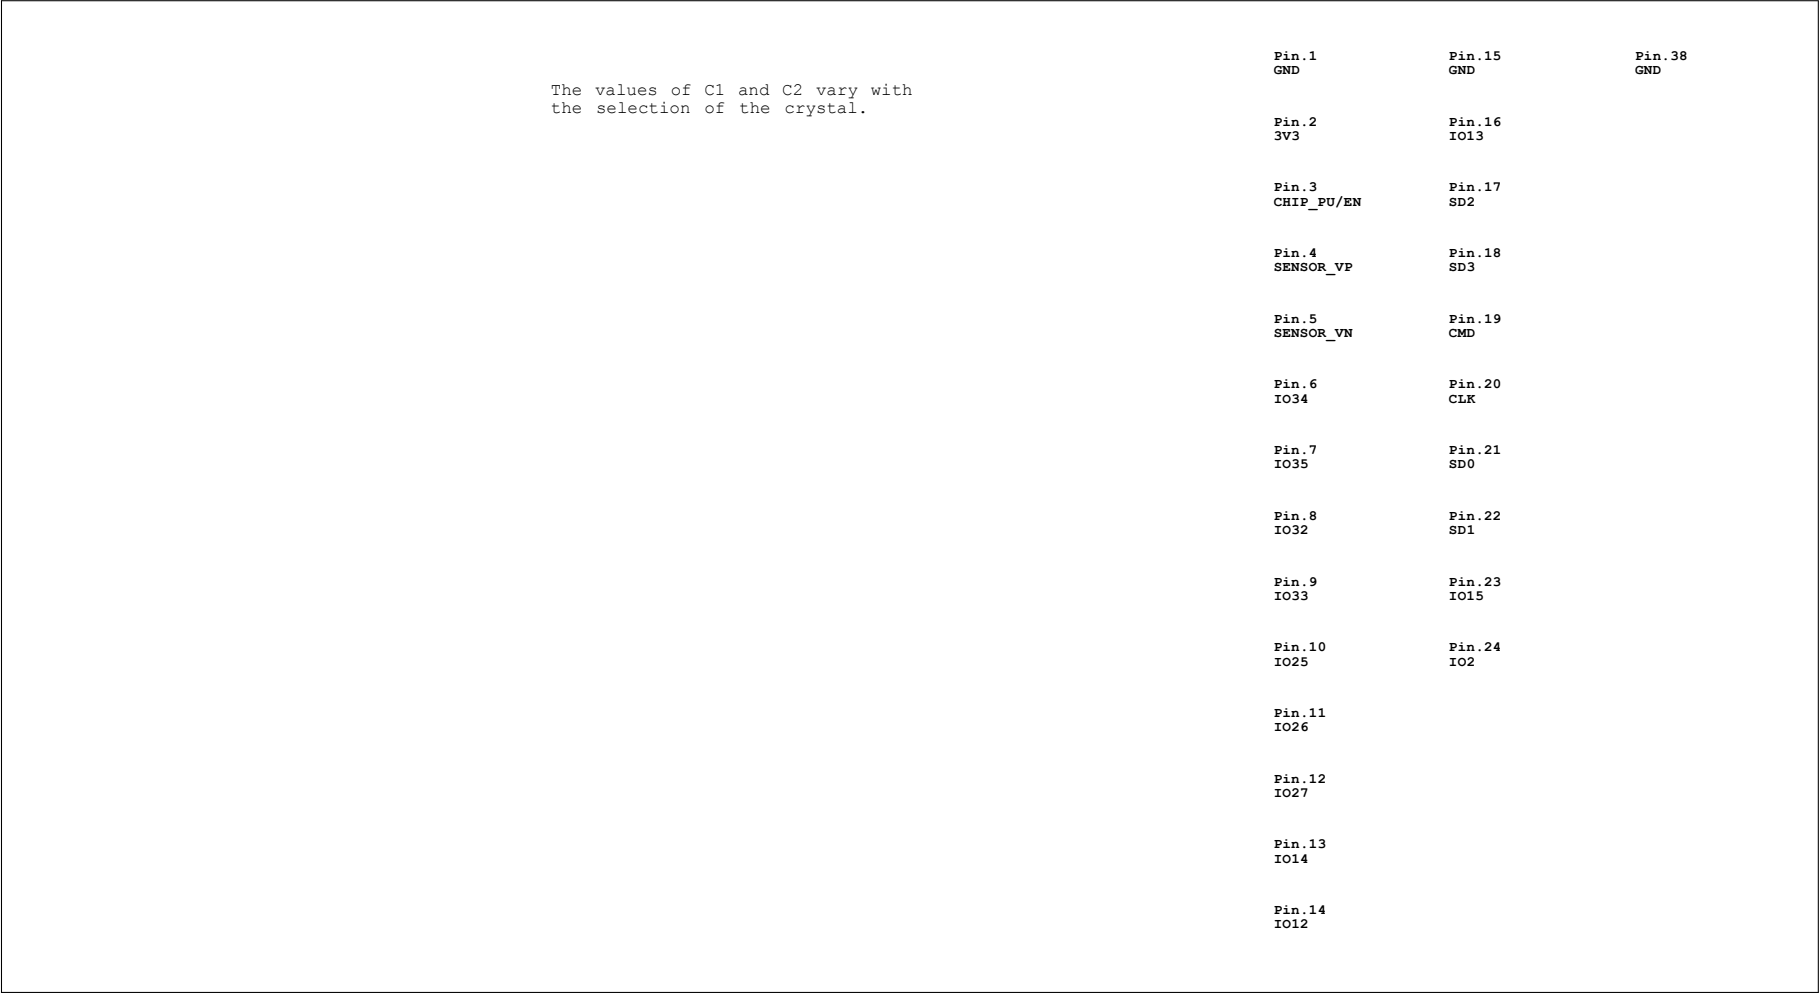 The values of C1 and C2 vary with
the selection of the crystal.
Pin.1
GND
Pin.2
3V3
Pin.3
CHIP_PU/EN
Pin.4
SENSOR_VP
Pin.5
SENSOR_VN
Pin.6
IO34
Pin.7
IO35
Pin.8
IO32
Pin.9
IO33
Pin.10
IO25
Pin.11
IO26
Pin.12
IO27
Pin.13
IO14
Pin.14
IO12
Pin.15
GND
Pin.16
IO13
Pin.17
SD2
Pin.18
SD3
Pin.19
CMD
Pin.20
CLK
Pin.21
SD0
Pin.22
SD1
Pin.23
IO15
Pin.24
IO2
Pin.38
GND